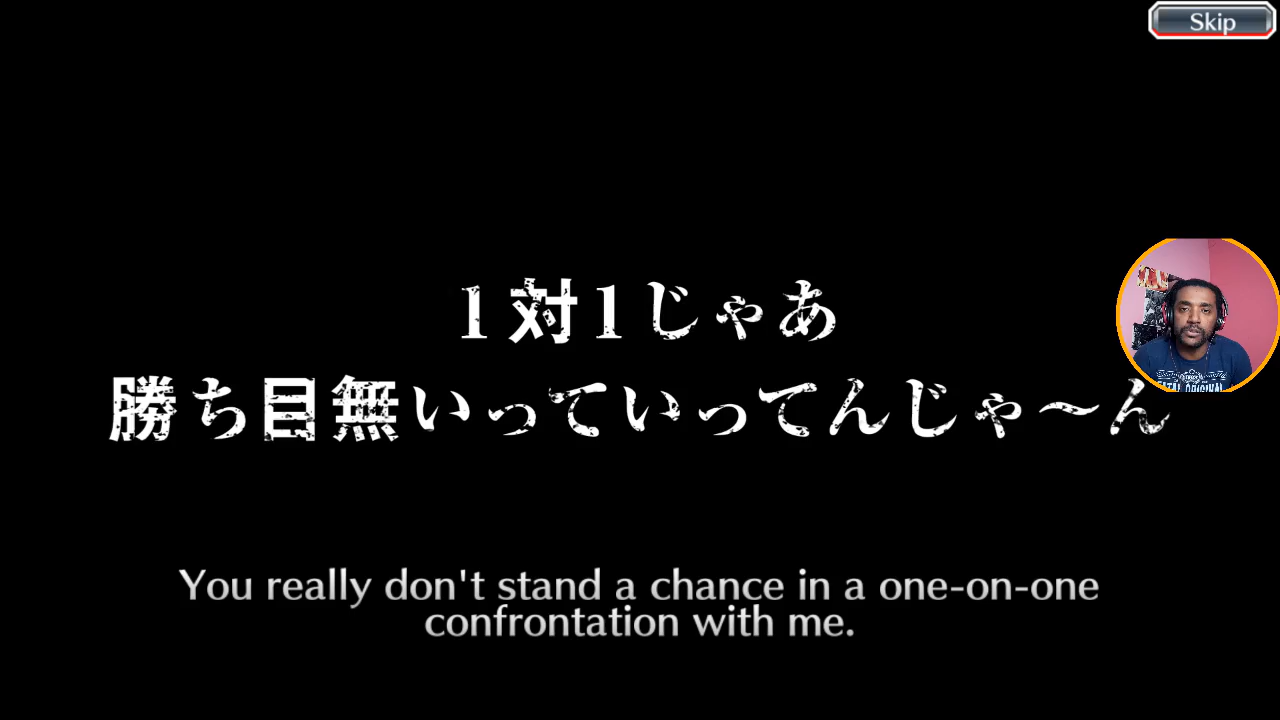 Skip
1対1じゃあ
勝ち目無いっていってんじゃ〜ん
You really don't stand a chance in a one-on-one
confrontation with me.